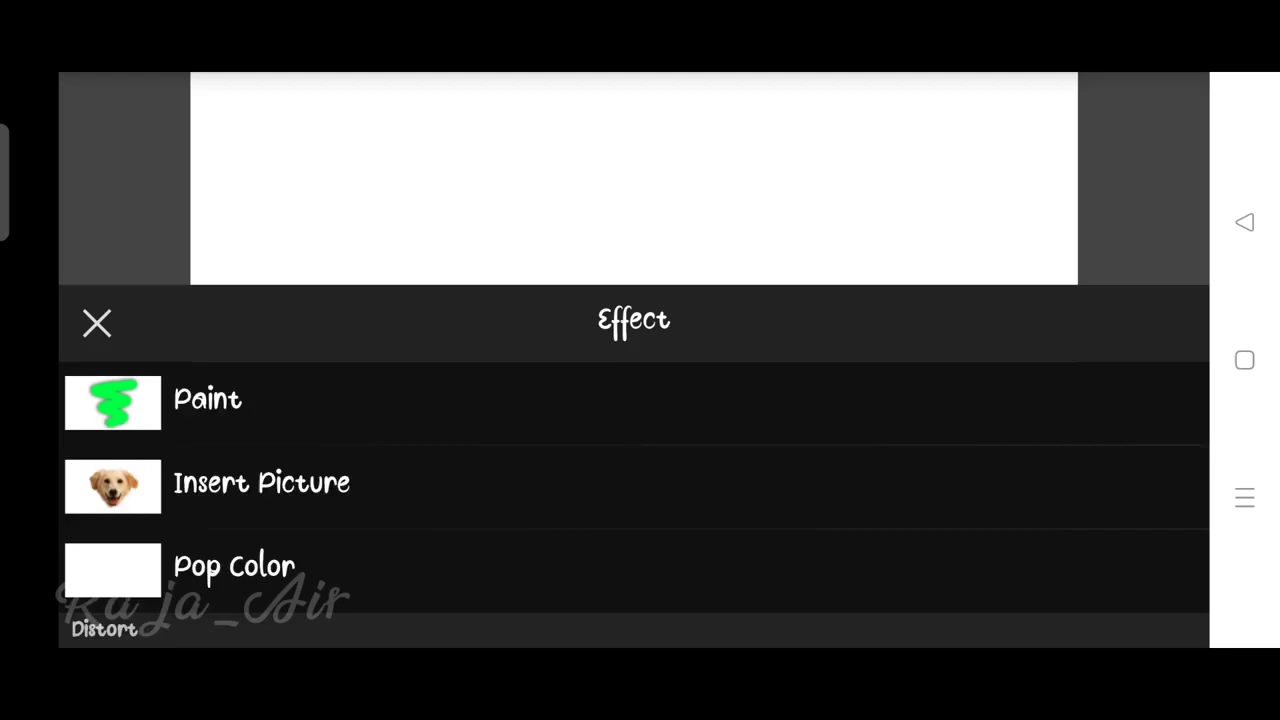 Effect
Paint
Insert Picture
Pop Color
Raja_Air
Distort